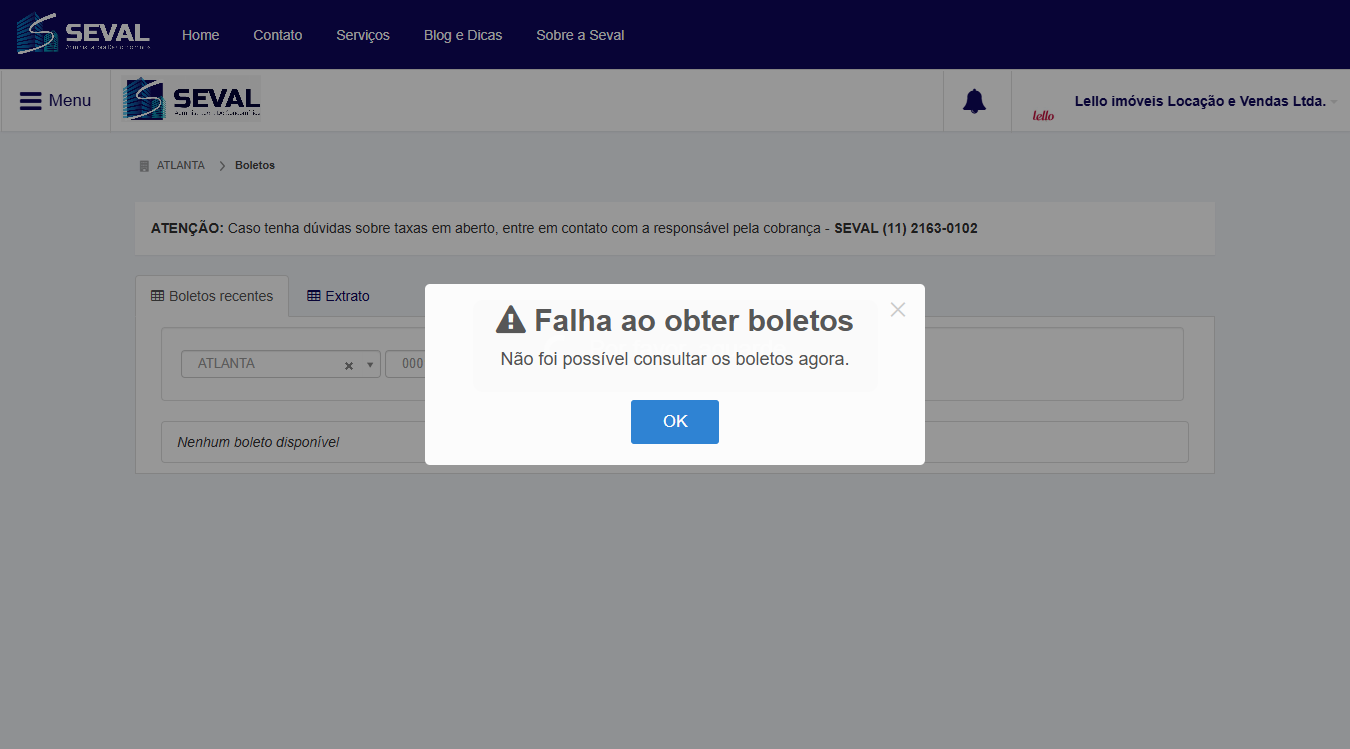 SEVAL
Home
Contato
Serviços
Blog e Dicas
Sobre a Seval
Menu
SEVAL
lello
Lello imóveis Locação e Vendas Ltda.
ATLANTA
Boletos
ATENÇÃO: Caso tenha dúvidas sobre taxas em aberto, entre em contato com a responsável pela cobrança - SEVAL (11) 2163-0102
Boletos recentes
Extrato
Falha ao obter boletos
Não foi possível consultar os boletos agora.
ATLANTA
000
OK
Nenhum boleto disponível